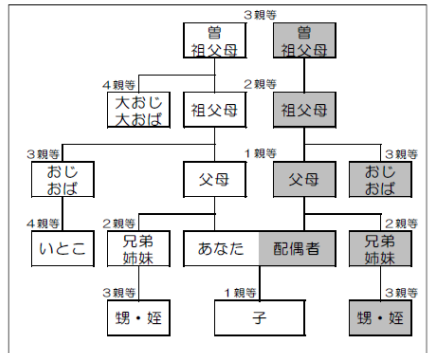 3親等
曽
祖父母
曽
祖父母
4親等
大おじ
大おば
祖父母
2親等
祖父母
3親等
おじ
おば
父母
1親等
父母
3親等
おじ
おば
4親等
いとこ
2親等
兄弟
姉妹
あなた
配偶者
2親等
兄弟
姉妹
3親等
甥・姪
1親等
子
3親等
甥・姪